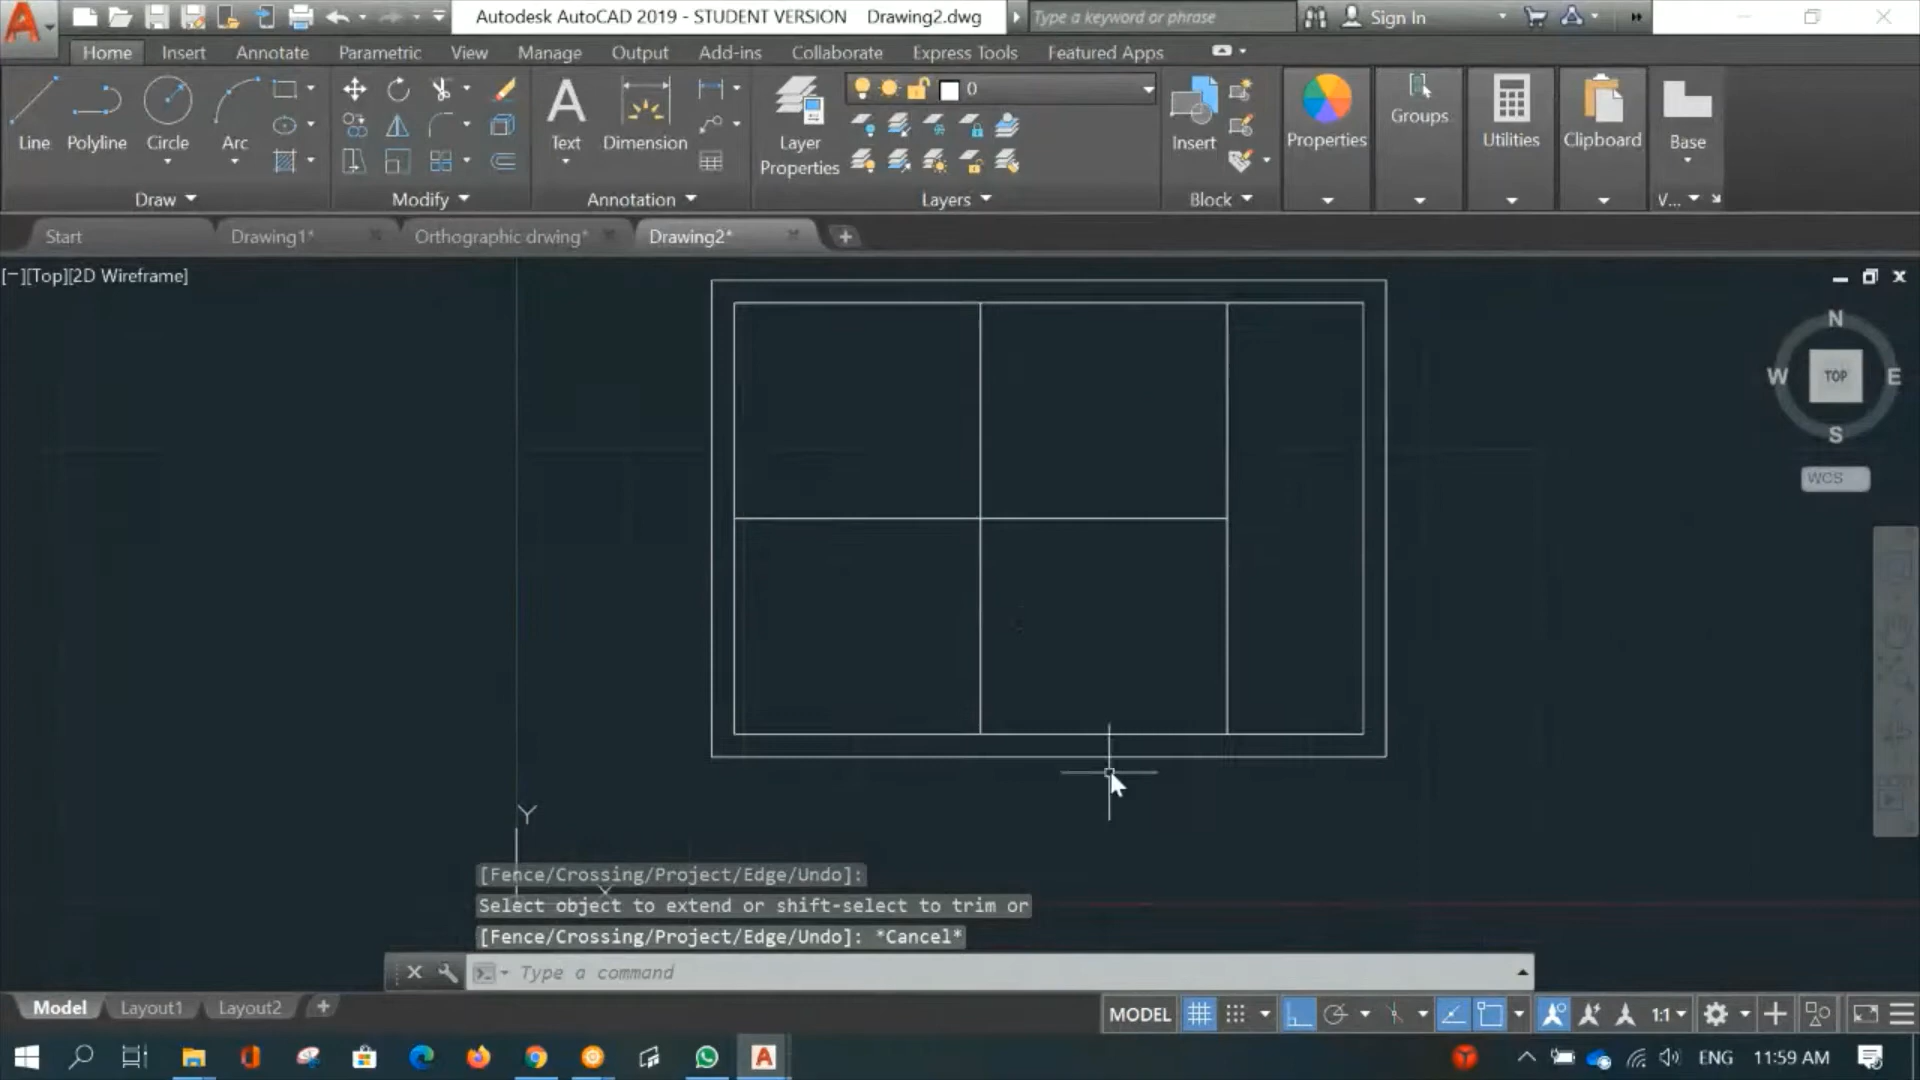 Autodesk AutoCAD 2019 - STUDENT VERSION Drawing2.dwg
Type a keyword or phrase
Sign In
Home Insert Annotate Parametric View Manage Output Add-ins Collaborate Express Tools Featured Apps
0
Line Polyline Circle Arc
Text Dimension
Layer Properties
Insert
Properties
Groups
Utilities
Clipboard
Base
Draw Modify Annotation Layers Block V...
Start Drawing1* Orthographic drwing* Drawing2*
[−][Top][2D Wireframe]
N
W TOP E
S
WCS
Y
X
[Fence/Crossing/Project/Edge/Undo]:
Select object to extend or shift-select to trim or
[Fence/Crossing/Project/Edge/Undo]: *Cancel*
Type a command
Model Layout1 Layout2
MODEL 1:1
ENG 11:59 AM